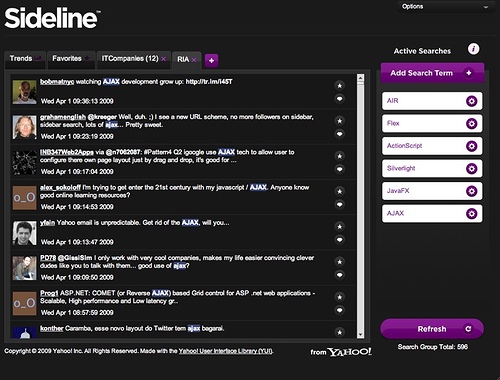 Sideline™
Options
Trends
Favorites
ITCompanies (12) ×
RIA ×
+
Active Searches i
Add Search Term +
AIR
Flex
ActionScript
Silverlight
JavaFX
AJAX
bobmatnyc watching AJAX development grow up: http://tr.im/i45T
Wed Apr 1 09:36:13 2009
grahamenglish @kreeger Well, duh. ;) I see a new URL scheme, no more followers on sidebar,
sidebar search, lots of ajax... Pretty sweet.
Wed Apr 1 09:23:19 2009
INB347Web2Apps via @n7062087: #Pattern4 Q2 igoogle use AJAX tech to allow user to
configure there own page layout just by drag and drop, it's good for ...
Wed Apr 1 09:17:04 2009
alex_sokoloff I'm trying to get enter the 21st century with my javascript / AJAX. Anyone know
good online learning resources?
Wed Apr 1 09:14:53 2009
yfain Yahoo email is unpredictable. Get rid of the AJAX, will you...
Wed Apr 1 09:13:47 2009
PD78 @GissiSim I only work with very cool companies, makes my life easier convincing clever
dudes like you to talk with them... good use of ajax?
Wed Apr 1 09:09:50 2009
Prog1 ASP.NET: COMET (or Reverse AJAX) based Grid control for ASP .net web applications -
Scalable, High performance and Low latency gr...
Wed Apr 1 08:57:59 2009
konther Caramba, esse novo layout do Twitter tem ajax bagarai.
Refresh
Search Group Total: 596
Copyright © 2009 Yahoo! Inc. All Rights Reserved. Made with the Yahoo! User Interface Library (YUI).
from YAHOO!